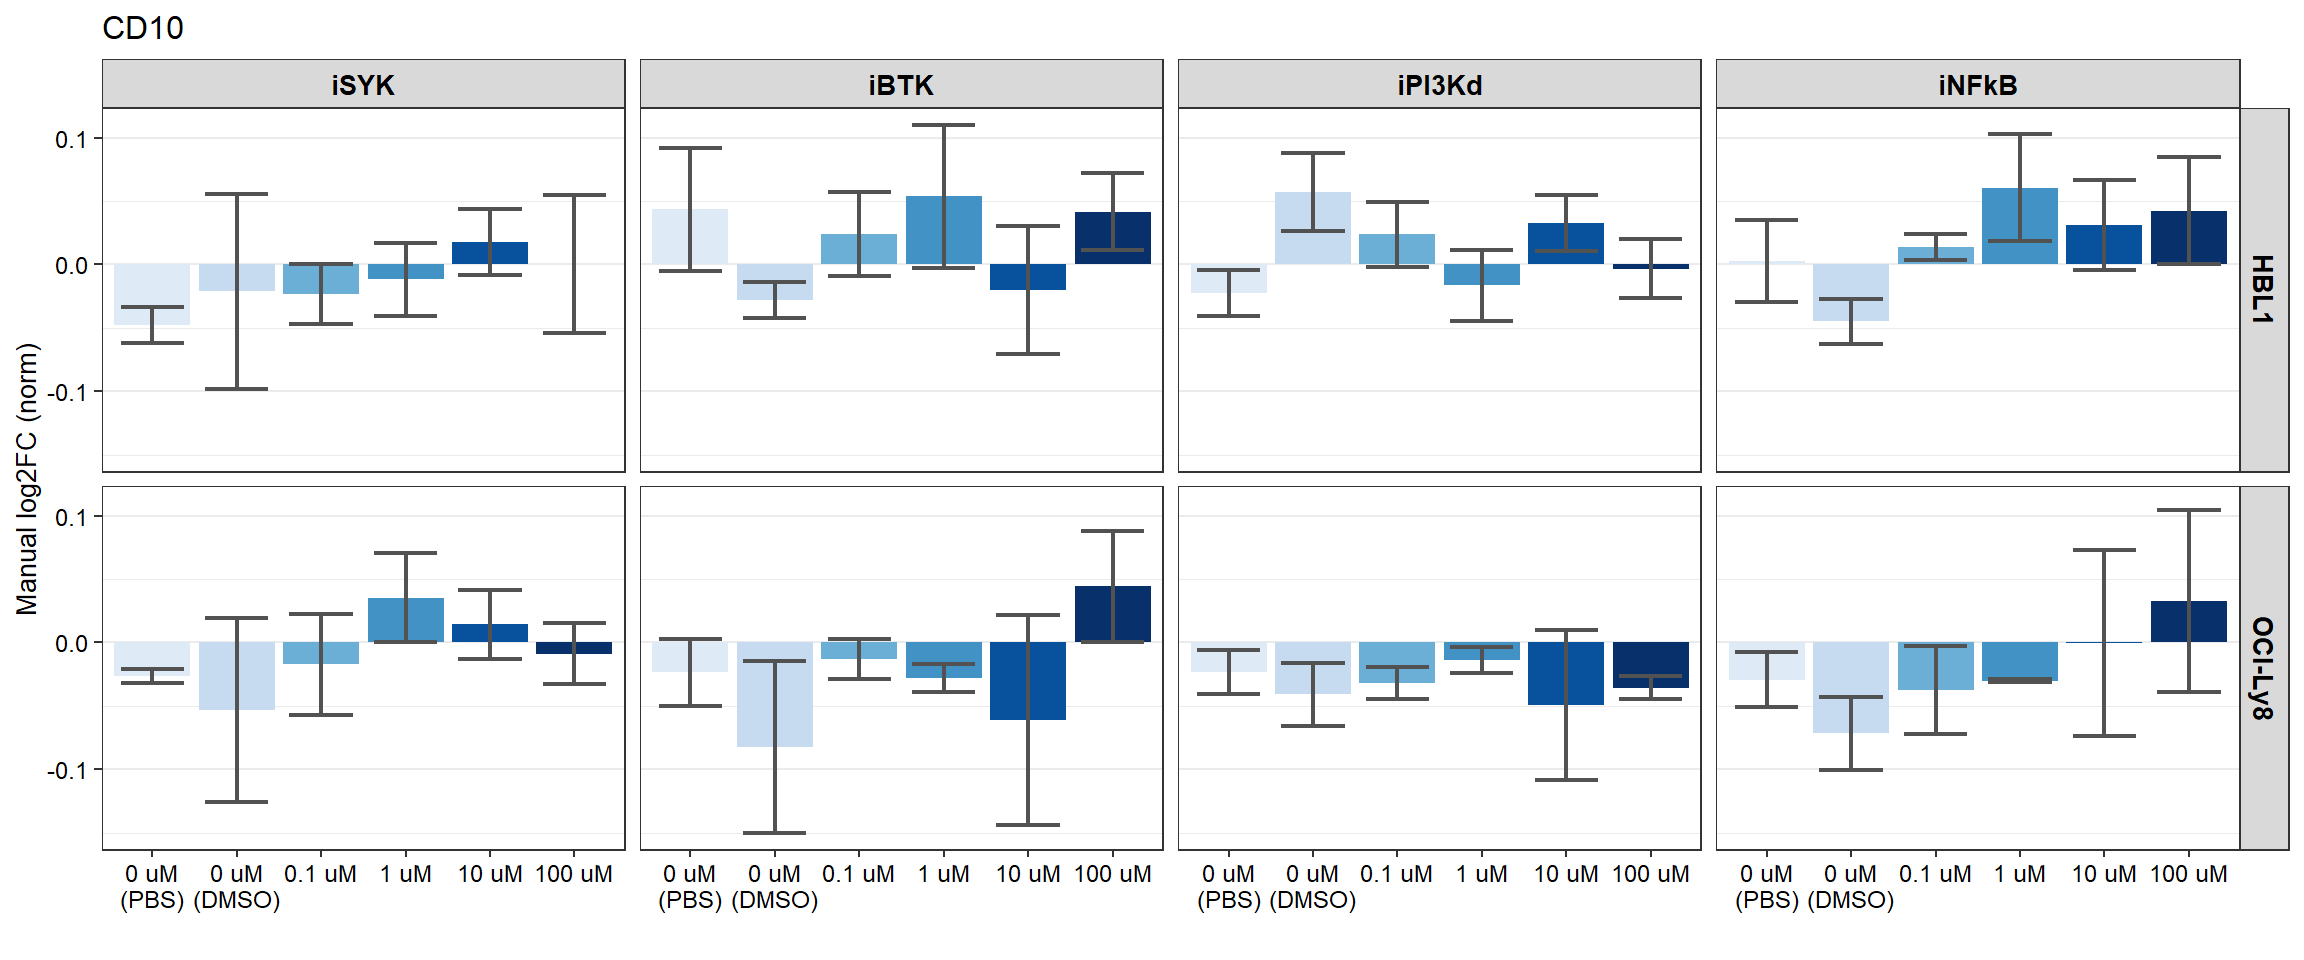 CD10
iSYK
iBTK
iPI3Kd
iNFkB
Manual log2FC (norm)
0.1
0.0
-0.1
HBL1
0.1
0.0
-0.1
OCI-Ly8
0 uM 0 uM 0.1 uM 1 uM 10 uM 100 uM
(PBS) (DMSO)
0 uM 0 uM 0.1 uM 1 uM 10 uM 100 uM
(PBS) (DMSO)
0 uM 0 uM 0.1 uM 1 uM 10 uM 100 uM
(PBS) (DMSO)
0 uM 0 uM 0.1 uM 1 uM 10 uM 100 uM
(PBS) (DMSO)